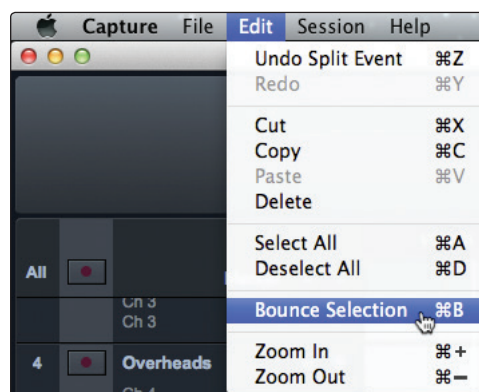 Capture File Edit Session Help
Undo Split Event ⌘Z
Redo ⌘Y
Cut ⌘X
Copy ⌘C
Paste ⌘V
Delete
Select All ⌘A
Deselect All ⌘D
All
Bounce Selection ⌘B
Ch 3
Ch 3
Zoom In ⌘+
4 Overheads
Zoom Out ⌘−
Ch 4